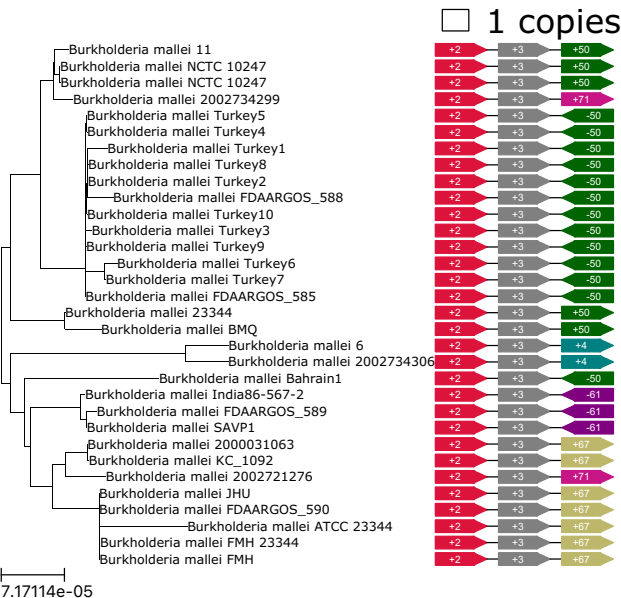 1 copies
Burkholderia mallei 11 +2 +3 +50
Burkholderia mallei NCTC 10247 +2 +3 +50
Burkholderia mallei NCTC 10247 +2 +3 +50
Burkholderia mallei 2002734299 +2 +3 +71
Burkholderia mallei Turkey5 +2 +3 -50
Burkholderia mallei Turkey4 +2 +3 -50
Burkholderia mallei Turkey1 +2 +3 -50
Burkholderia mallei Turkey8 +2 +3 -50
Burkholderia mallei Turkey2 +2 +3 -50
Burkholderia mallei FDAARGOS_588 +2 +3 -50
Burkholderia mallei Turkey10 +2 +3 -50
Burkholderia mallei Turkey3 +2 +3 -50
Burkholderia mallei Turkey9 +2 +3 -50
Burkholderia mallei Turkey6 +2 +3 -50
Burkholderia mallei Turkey7 +2 +3 -50
Burkholderia mallei FDAARGOS_585 +2 +3 -50
Burkholderia mallei 23344 +2 +3 +50
Burkholderia mallei BMQ +2 +3 +50
Burkholderia mallei 6 +2 +3 +4
Burkholderia mallei 2002734306 +2 +3 +4
Burkholderia mallei Bahrain1 +2 +3 -50
Burkholderia mallei India86-567-2 +2 +3 -61
Burkholderia mallei FDAARGOS_589 +2 +3 -61
Burkholderia mallei SAVP1 +2 +3 -61
Burkholderia mallei 2000031063 +2 +3 +67
Burkholderia mallei KC_1092 +2 +3 +67
Burkholderia mallei 2002721276 +2 +3 +71
Burkholderia mallei JHU +2 +3 +67
Burkholderia mallei FDAARGOS_590 +2 +3 +67
Burkholderia mallei ATCC 23344 +2 +3 +67
Burkholderia mallei FMH 23344 +2 +3 +67
Burkholderia mallei FMH +2 +3 +67
7.17114e-05